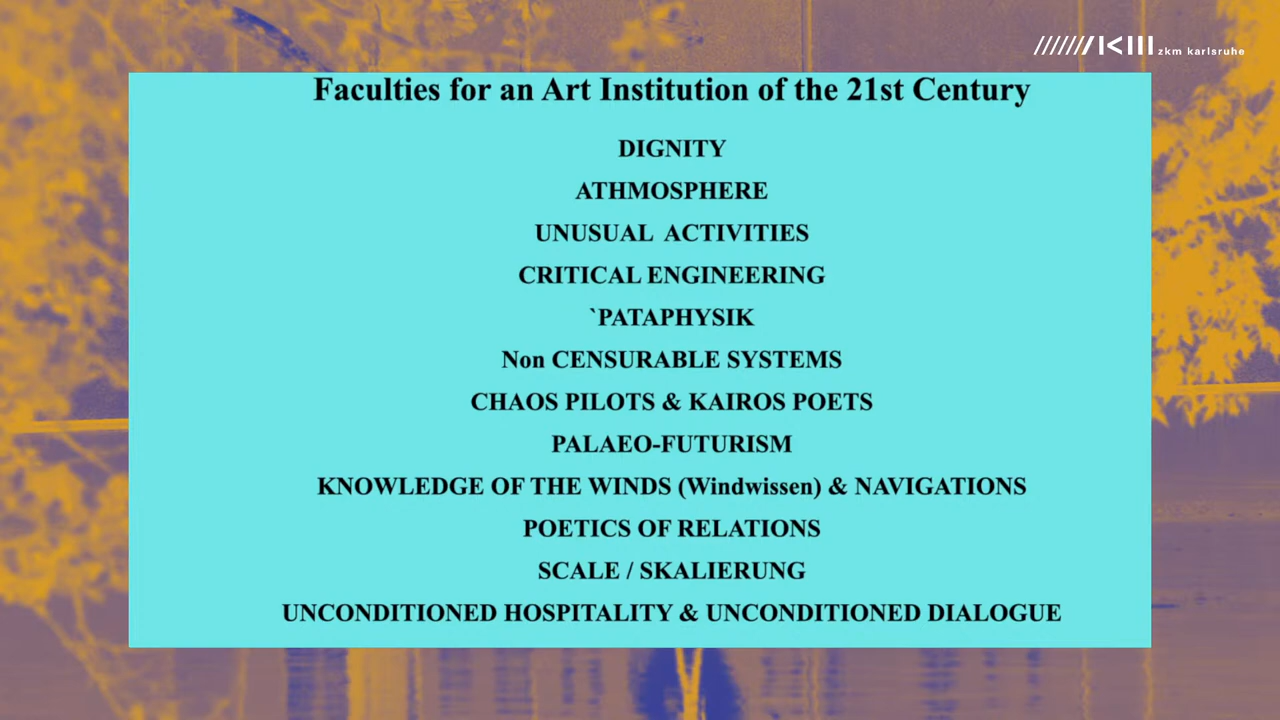 zkm karlsruhe
Faculties for an Art Institution of the 21st Century
DIGNITY
ATHMOSPHERE
UNUSUAL ACTIVITIES
CRITICAL ENGINEERING
`PATAPHYSIK
Non CENSURABLE SYSTEMS
CHAOS PILOTS & KAIROS POETS
PALAEO-FUTURISM
KNOWLEDGE OF THE WINDS (Windwissen) & NAVIGATIONS
POETICS OF RELATIONS
SCALE / SKALIERUNG
UNCONDITIONED HOSPITALITY & UNCONDITIONED DIALOGUE